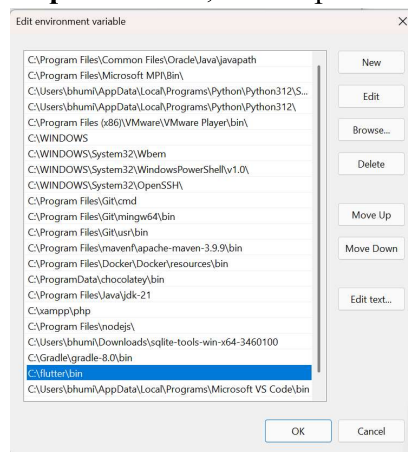 Edit environment variable
C:\Program Files\Common Files\Oracle\Java\javapath
C:\Program Files\Microsoft MPI\Bin\
C:\Users\bhumi\AppData\Local\Programs\Python\Python312\S...
C:\Users\bhumi\AppData\Local\Programs\Python\Python312\
C:\Program Files (x86)\VMware\VMware Player\bin\
C:\WINDOWS
C:\WINDOWS\System32\Wbem
C:\WINDOWS\System32\WindowsPowerShell\v1.0\
C:\WINDOWS\System32\OpenSSH\
C:\Program Files\Git\cmd
C:\Program Files\Git\mingw64\bin
C:\Program Files\Git\usr\bin
C:\Program Files\mavenf\apache-maven-3.9.9\bin
C:\Program Files\Docker\Docker\resources\bin
C:\ProgramData\chocolatey\bin
C:\Program Files\Java\jdk-21
C:\xampp\php
C:\Program Files\nodejs\
C:\Users\bhumi\Downloads\sqlite-tools-win-x64-3460100
C:\Gradle\gradle-8.0\bin
C:\flutter\bin
C:\Users\bhumi\AppData\Local\Programs\Microsoft VS Code\bin
New
Edit
Browse...
Delete
Move Up
Move Down
Edit text...
OK
Cancel